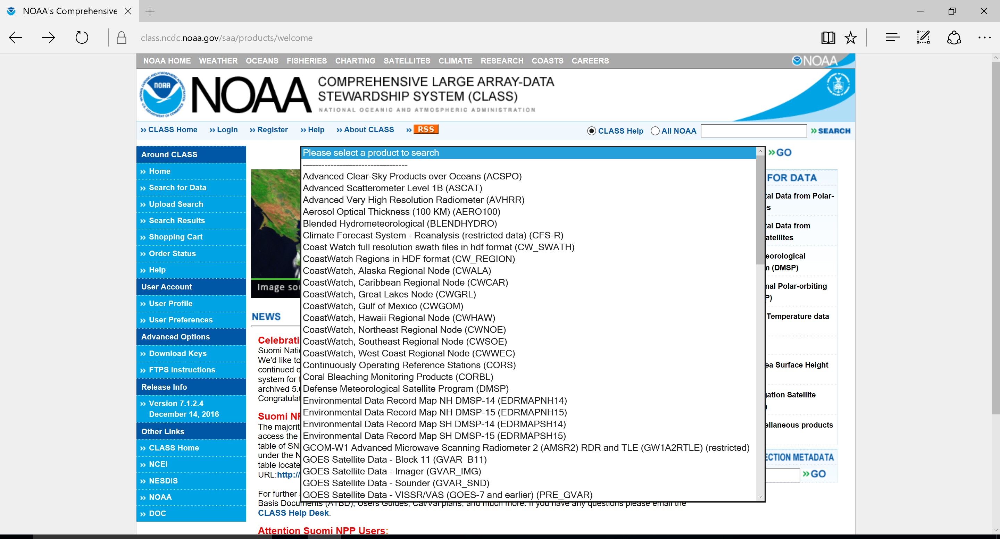 NOAA's Comprehensive
class.ncdc.noaa.gov/saa/products/welcome
NOAA HOME WEATHER OCEANS FISHERIES CHARTING SATELLITES CLIMATE RESEARCH COASTS CAREERS
NOAA
NOAA
NOAA
COMPREHENSIVE LARGE ARRAY-DATA
STEWARDSHIP SYSTEM (CLASS)
NATIONAL OCEANIC AND ATMOSPHERIC ADMINISTRATION
» CLASS Home » Login » Register » Help » About CLASS » RSS
CLASS Help All NOAA » SEARCH
Around CLASS
» Home
» Search for Data
» Upload Search
» Search Results
» Shopping Cart
» Order Status
» Help
User Account
» User Profile
» User Preferences
Advanced Options
» Download Keys
» FTPS Instructions
Release Info
» Version 7.1.2.4
December 14, 2016
Other Links
» CLASS Home
» NCEI
» NESDIS
» NOAA
» DOC
Please select a product to search
----------------------------------
Advanced Clear-Sky Products over Oceans (ACSPO)
Advanced Scatterometer Level 1B (ASCAT)
Advanced Very High Resolution Radiometer (AVHRR)
Aerosol Optical Thickness (100 KM) (AERO100)
Blended Hydrometeorological (BLENDHYDRO)
Climate Forecast System - Reanalysis (restricted data) (CFS-R)
Coast Watch full resolution swath files in hdf format (CW_SWATH)
CoastWatch Regions in HDF format (CW_REGION)
CoastWatch, Alaska Regional Node (CWALA)
CoastWatch, Caribbean Regional Node (CWCAR)
CoastWatch, Great Lakes Node (CWGRL)
CoastWatch, Gulf of Mexico (CWGOM)
CoastWatch, Hawaii Regional Node (CWHAW)
CoastWatch, Northeast Regional Node (CWNOE)
CoastWatch, Southeast Regional Node (CWSOE)
CoastWatch, West Coast Regional Node (CWWEC)
Continuously Operating Reference Stations (CORS)
Coral Bleaching Monitoring Products (CORBL)
Defense Meteorological Satellite Program (DMSP)
Environmental Data Record Map NH DMSP-14 (EDRMAPNH14)
Environmental Data Record Map NH DMSP-15 (EDRMAPNH15)
Environmental Data Record Map SH DMSP-14 (EDRMAPSH14)
Environmental Data Record Map SH DMSP-15 (EDRMAPSH15)
GCOM-W1 Advanced Microwave Scanning Radiometer 2 (AMSR2) RDR and TLE (GW1A2RTLE) (restricted)
GOES Satellite Data - Block 11 (GVAR_B11)
GOES Satellite Data - Imager (GVAR_IMG)
GOES Satellite Data - Sounder (GVAR_SND)
GOES Satellite Data - VISSR/VAS (GOES-7 and earlier) (PRE_GVAR)
» GO
Image
NEWS
Suomi
We'd like to
continued
system for
archived
Suomi
The
access the
table of
under the
table
URL:http://
For further
Basis Documents (ATBD), Users Guides, Cal/Val plans, and much more. If you have any questions please email the
CLASS Help Desk.
Attention Suomi NPP Users:
FOR DATA
Data from Polar-
Data from
(DMSP)
Polar-orbiting
Temperature data
Surface Height
Satellite
products
METADATA
» GO